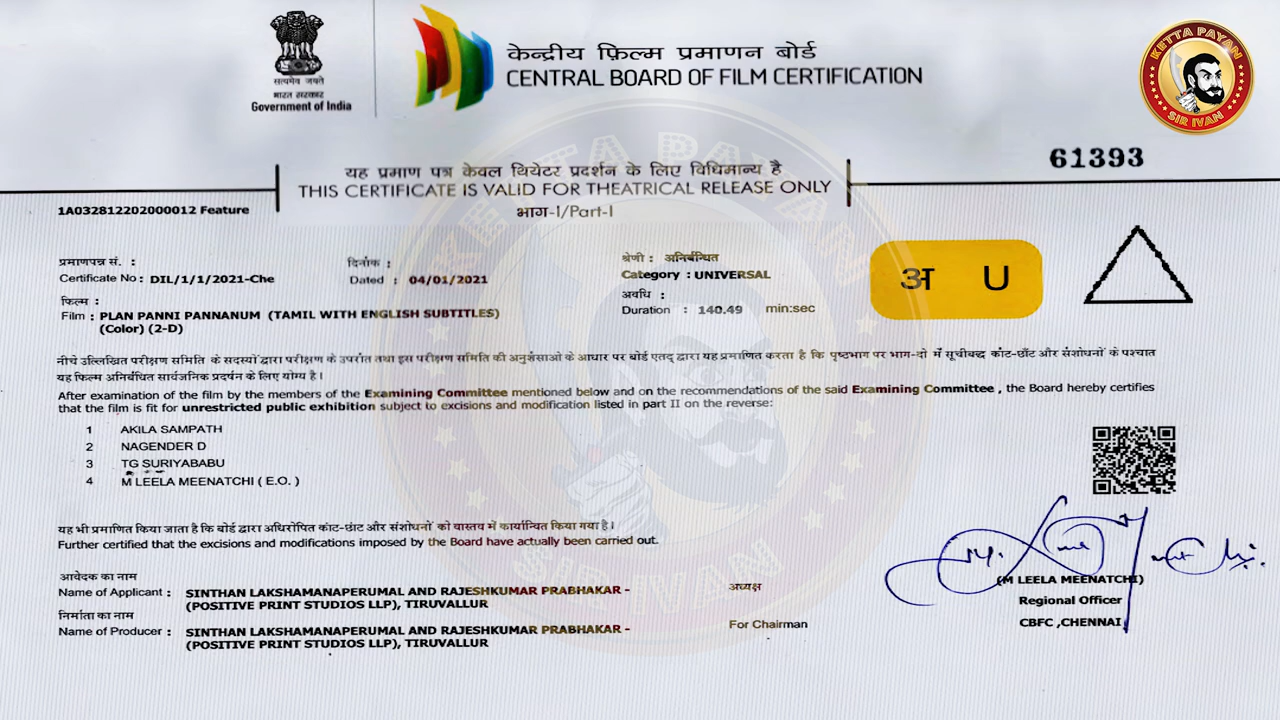 सत्यमेव जयते
भारत सरकार
Government of India
केन्द्रीय फ़िल्म प्रमाणन बोर्ड
CENTRAL BOARD OF FILM CERTIFICATION
KETTA PAYAN
SIR IVAN
61393
यह प्रमाण पत्र केवल थियेटर प्रदर्शन के लिए विधिमान्य है
THIS CERTIFICATE IS VALID FOR THEATRICAL RELEASE ONLY
भाग-I/Part-I
1A032812202000012 Feature
प्रमाणपत्र सं. :
Certificate No : DIL/1/1/2021-Che
दिनांक :
Dated : 04/01/2021
श्रेणी : अनिर्बन्धित
Category : UNIVERSAL
अवधि :
Duration : 140.49 min:sec
अ U
फिल्म :
Film : PLAN PANNI PANNANUM (TAMIL WITH ENGLISH SUBTITLES)
(Color) (2-D)
नीचे उल्लिखित परीक्षण समिति के सदस्यों द्वारा परीक्षण के उपरांत तथा इस परीक्षण समिति की अनुशंसाओं के आधार पर बोर्ड एतद् द्वारा यह प्रमाणित करता है कि पृष्ठभाग पर भाग-दो में सूचीबद्ध काँट-छाँट और संशोधनों के पश्चात
यह फिल्म अनिर्बंधित सार्वजनिक प्रदर्षन के लिए योग्य है।
After examination of the film by the members of the Examining Committee mentioned below and on the recommendations of the said Examining Committee , the Board hereby certifies
that the film is fit for unrestricted public exhibition subject to excisions and modification listed in part II on the reverse:
1 AKILA SAMPATH
2 NAGENDER D
3 TG SURIYABABU
4 M LEELA MEENATCHI ( E.O. )
यह भी प्रमाणित किया जाता है कि बोर्ड द्वारा अधिरोपित कांट-छांट और संशोधनों को वास्तव में कार्यान्वित किया गया है।
Further certified that the excisions and modifications imposed by the Board have actually been carried out.
आवेदक का नाम
Name of Applicant : SINTHAN LAKSHAMANAPERUMAL AND RAJESHKUMAR PRABHAKAR -
(POSITIVE PRINT STUDIOS LLP), TIRUVALLUR
निर्माता का नाम
Name of Producer : SINTHAN LAKSHAMANAPERUMAL AND RAJESHKUMAR PRABHAKAR -
(POSITIVE PRINT STUDIOS LLP), TIRUVALLUR
अध्यक्ष
For Chairman
(M LEELA MEENATCHI)
Regional Officer
CBFC ,CHENNAI
KETTA PAYAN
SIR IVAN